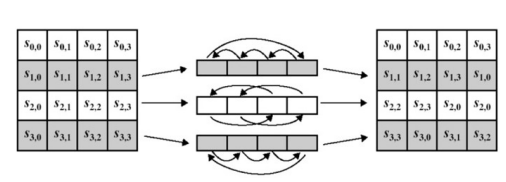 s0,0 s0,1 s0,2 s0,3
s1,0 s1,1 s1,2 s1,3
s2,0 s2,1 s2,2 s2,3
s3,0 s3,1 s3,2 s3,3
s0,0 s0,1 s0,2 s0,3
s1,1 s1,2 s1,3 s1,0
s2,2 s2,3 s2,0 s2,0
s3,3 s3,0 s3,1 s3,2